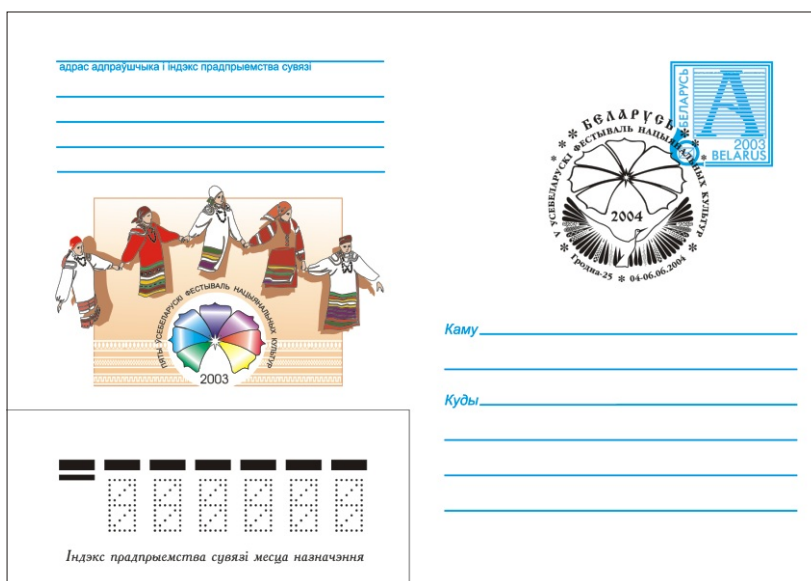 адрас адпраўшчыка і індэкс прадпрыемства сувязі
БЕЛАРУСЬ
A
2003
BELARUS
* * БЕЛАРУСЬ * *
V УСЕБЕЛАРУСКІ ФЕСТЫВАЛЬ НАЦЫЯНАЛЬНЫХ КУЛЬТУР
2004
* Гродна-25 * 04-06.06.2004 *
ПЯТЫ ЎСЕБЕЛАРУСКІ ФЕСТЫВАЛЬ НАЦЫЯНАЛЬНЫХ КУЛЬТУР
2003
Каму
Куды
Індэкс прадпрыемства сувязі месца назначэння